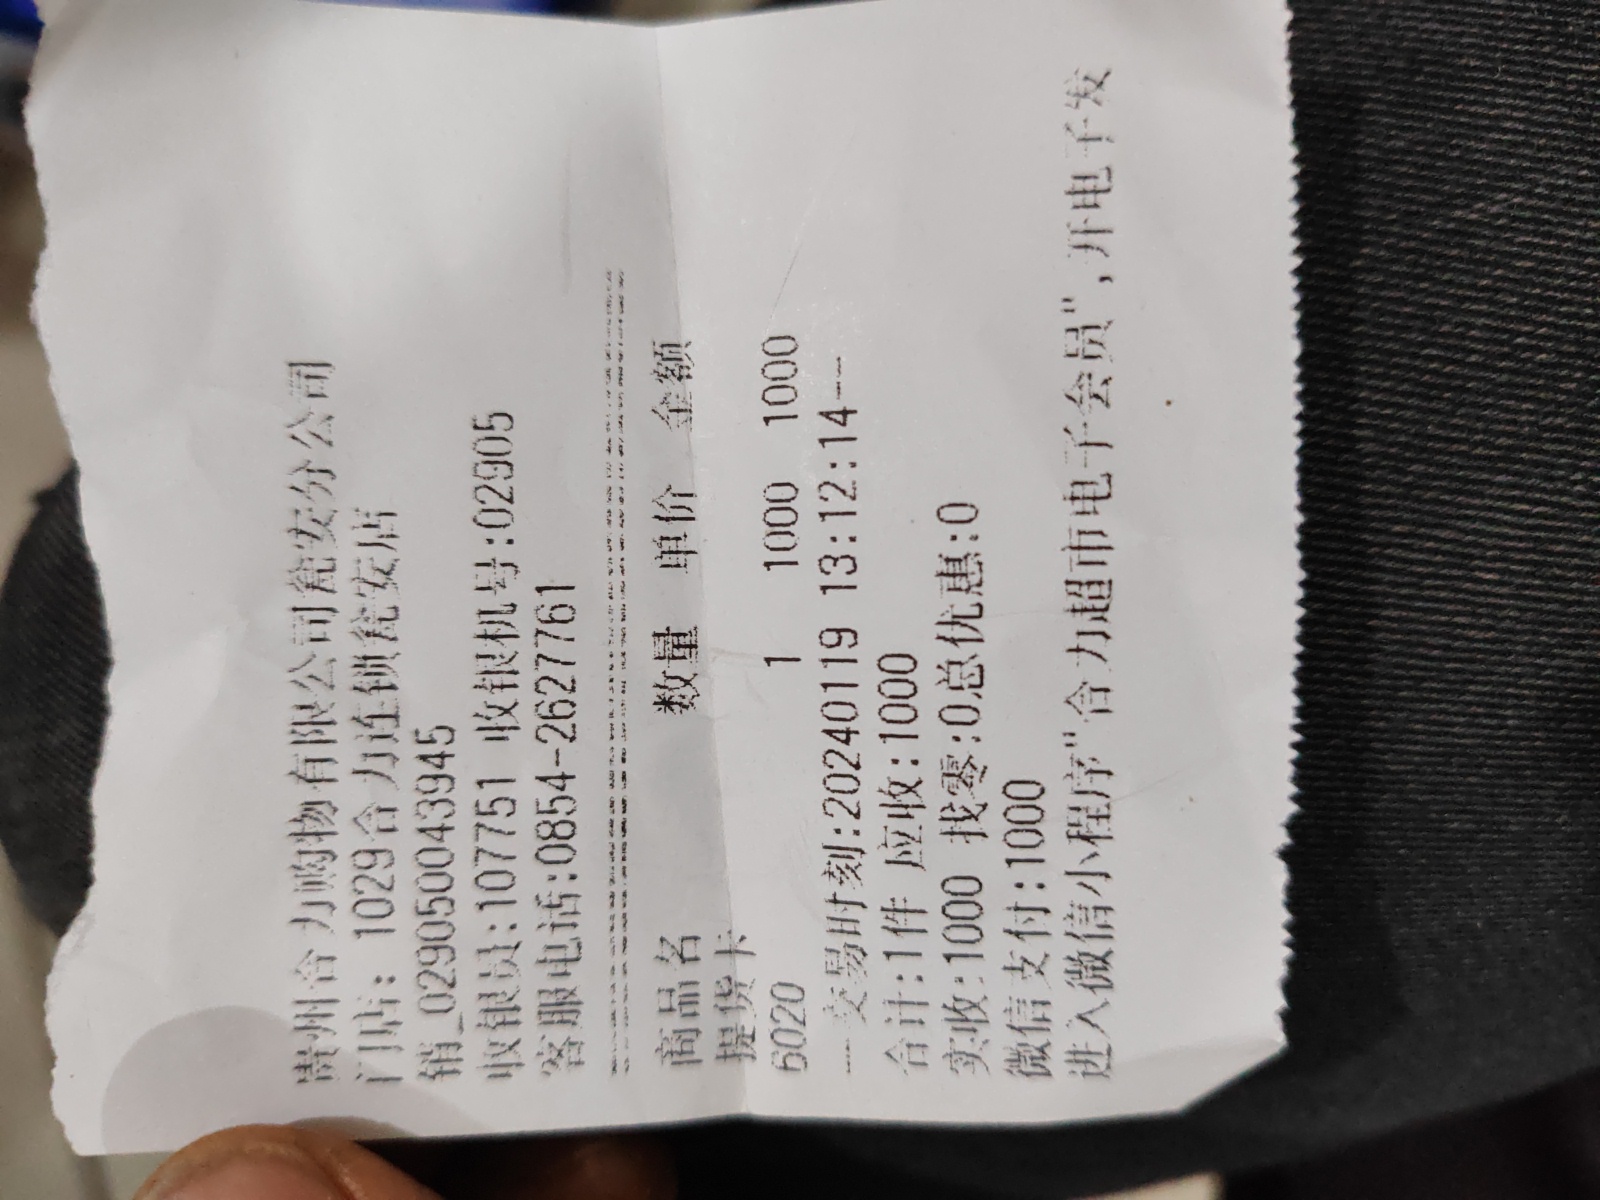 贵州合力购物有限公司瓮安分公司
门店: 1029合力连锁瓮安店
销_029050043945
收银员:107751 收银机号:02905
客服电话:0854-2627761
商品名 数量 单价 金额
提货卡
6020 1 1000 1000
——交易时刻:20240119 13:12:14——
合计:1件 应收:1000
实收:1000 找零:0总优惠:0
微信支付:1000
进入微信小程序"合力超市电子会员",开电子发